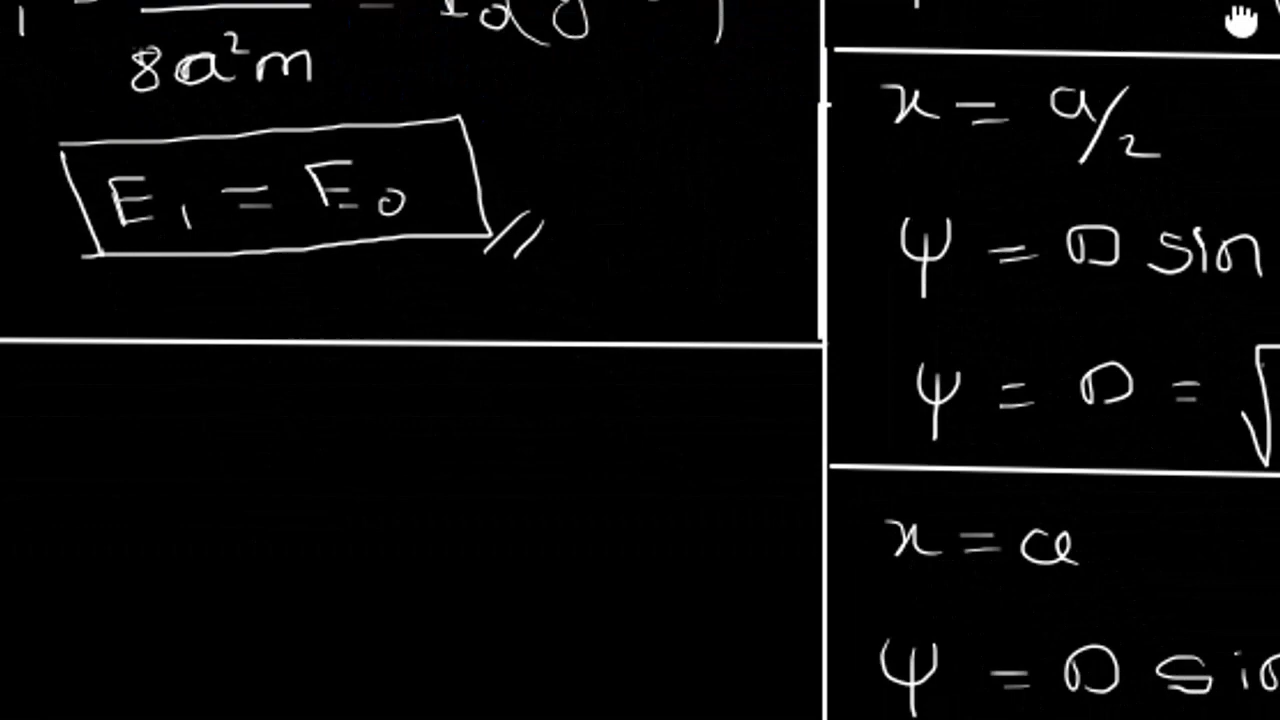 8a²m
E₁ = E₀
x = a/2
ψ = D sin
ψ = D = √
x = a
ψ = D sin